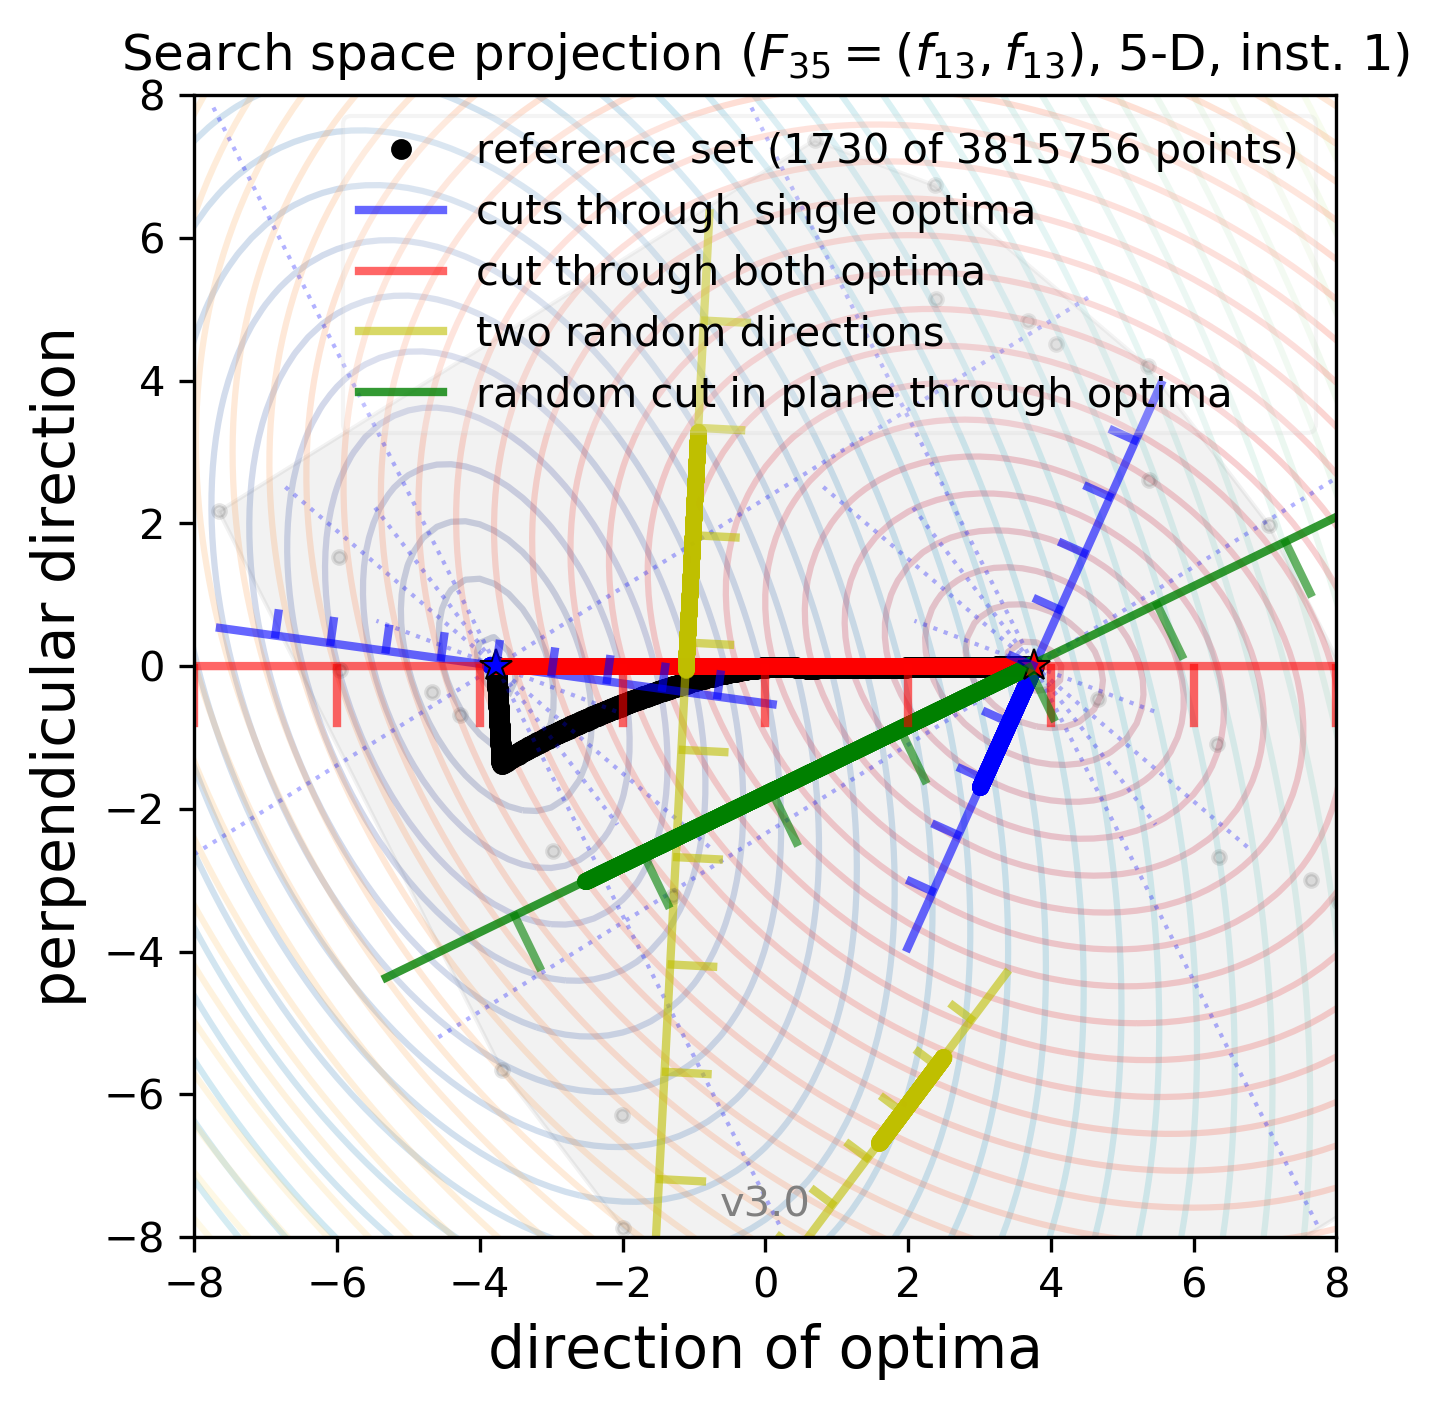 Search space projection (F₃₅ = (f₁₃, f₁₃), 5-D, inst. 1)
reference set (1730 of 3815756 points)
cuts through single optima
cut through both optima
two random directions
random cut in plane through optima
8
6
4
2
0
−2
−4
−6
−8
perpendicular direction
v3.0
−8 −6 −4 −2 0 2 4 6 8
direction of optima